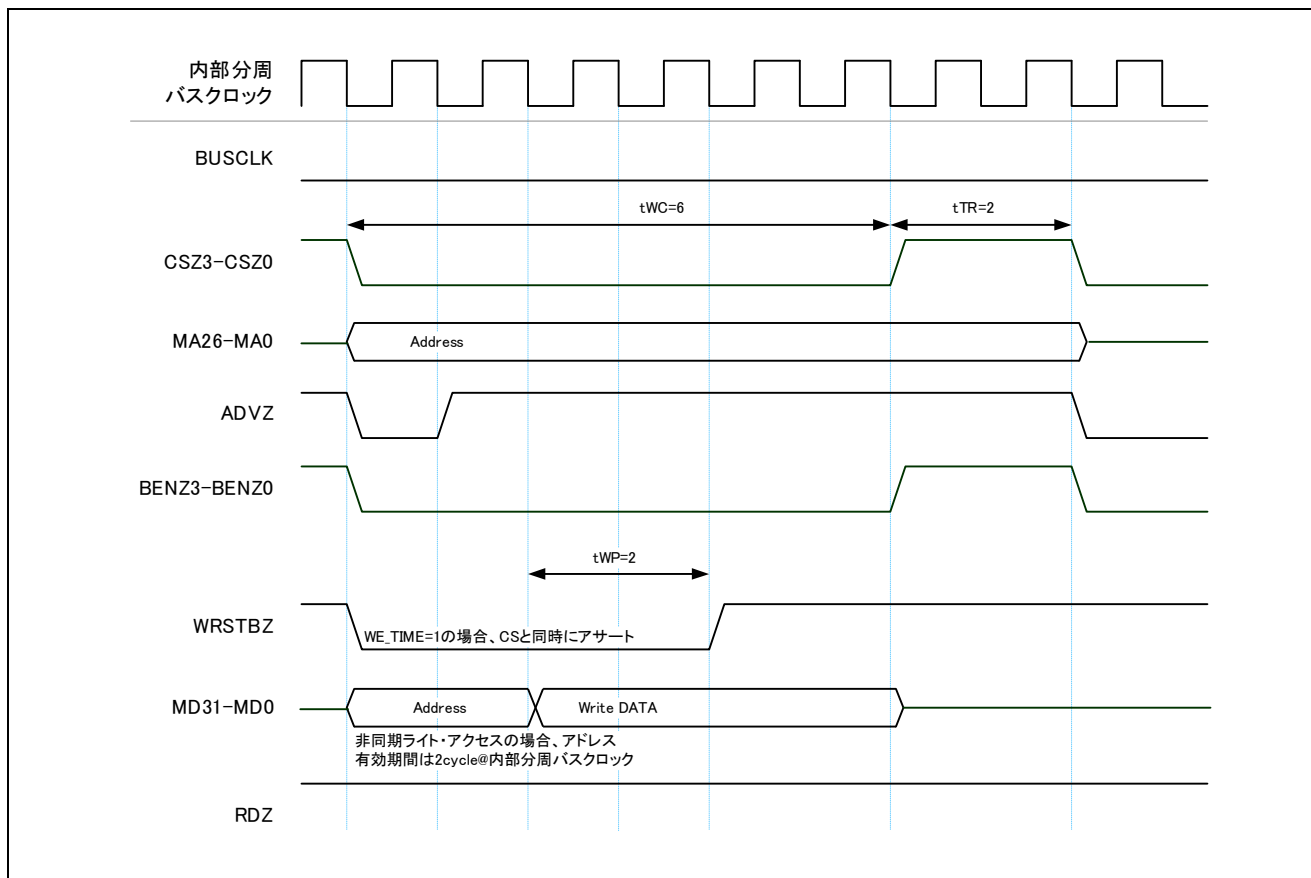 内部分周
バスクロック
BUSCLK
tWC=6
tTR=2
CSZ3-CSZ0
MA26-MA0
Address
ADVZ
BENZ3-BENZ0
tWP=2
WRSTBZ
WE_TIME=1の場合、CSと同時にアサート
MD31-MD0
Address
Write DATA
非同期ライト・アクセスの場合、アドレス
有効期間は2cycle@内部分周バスクロック
RDZ